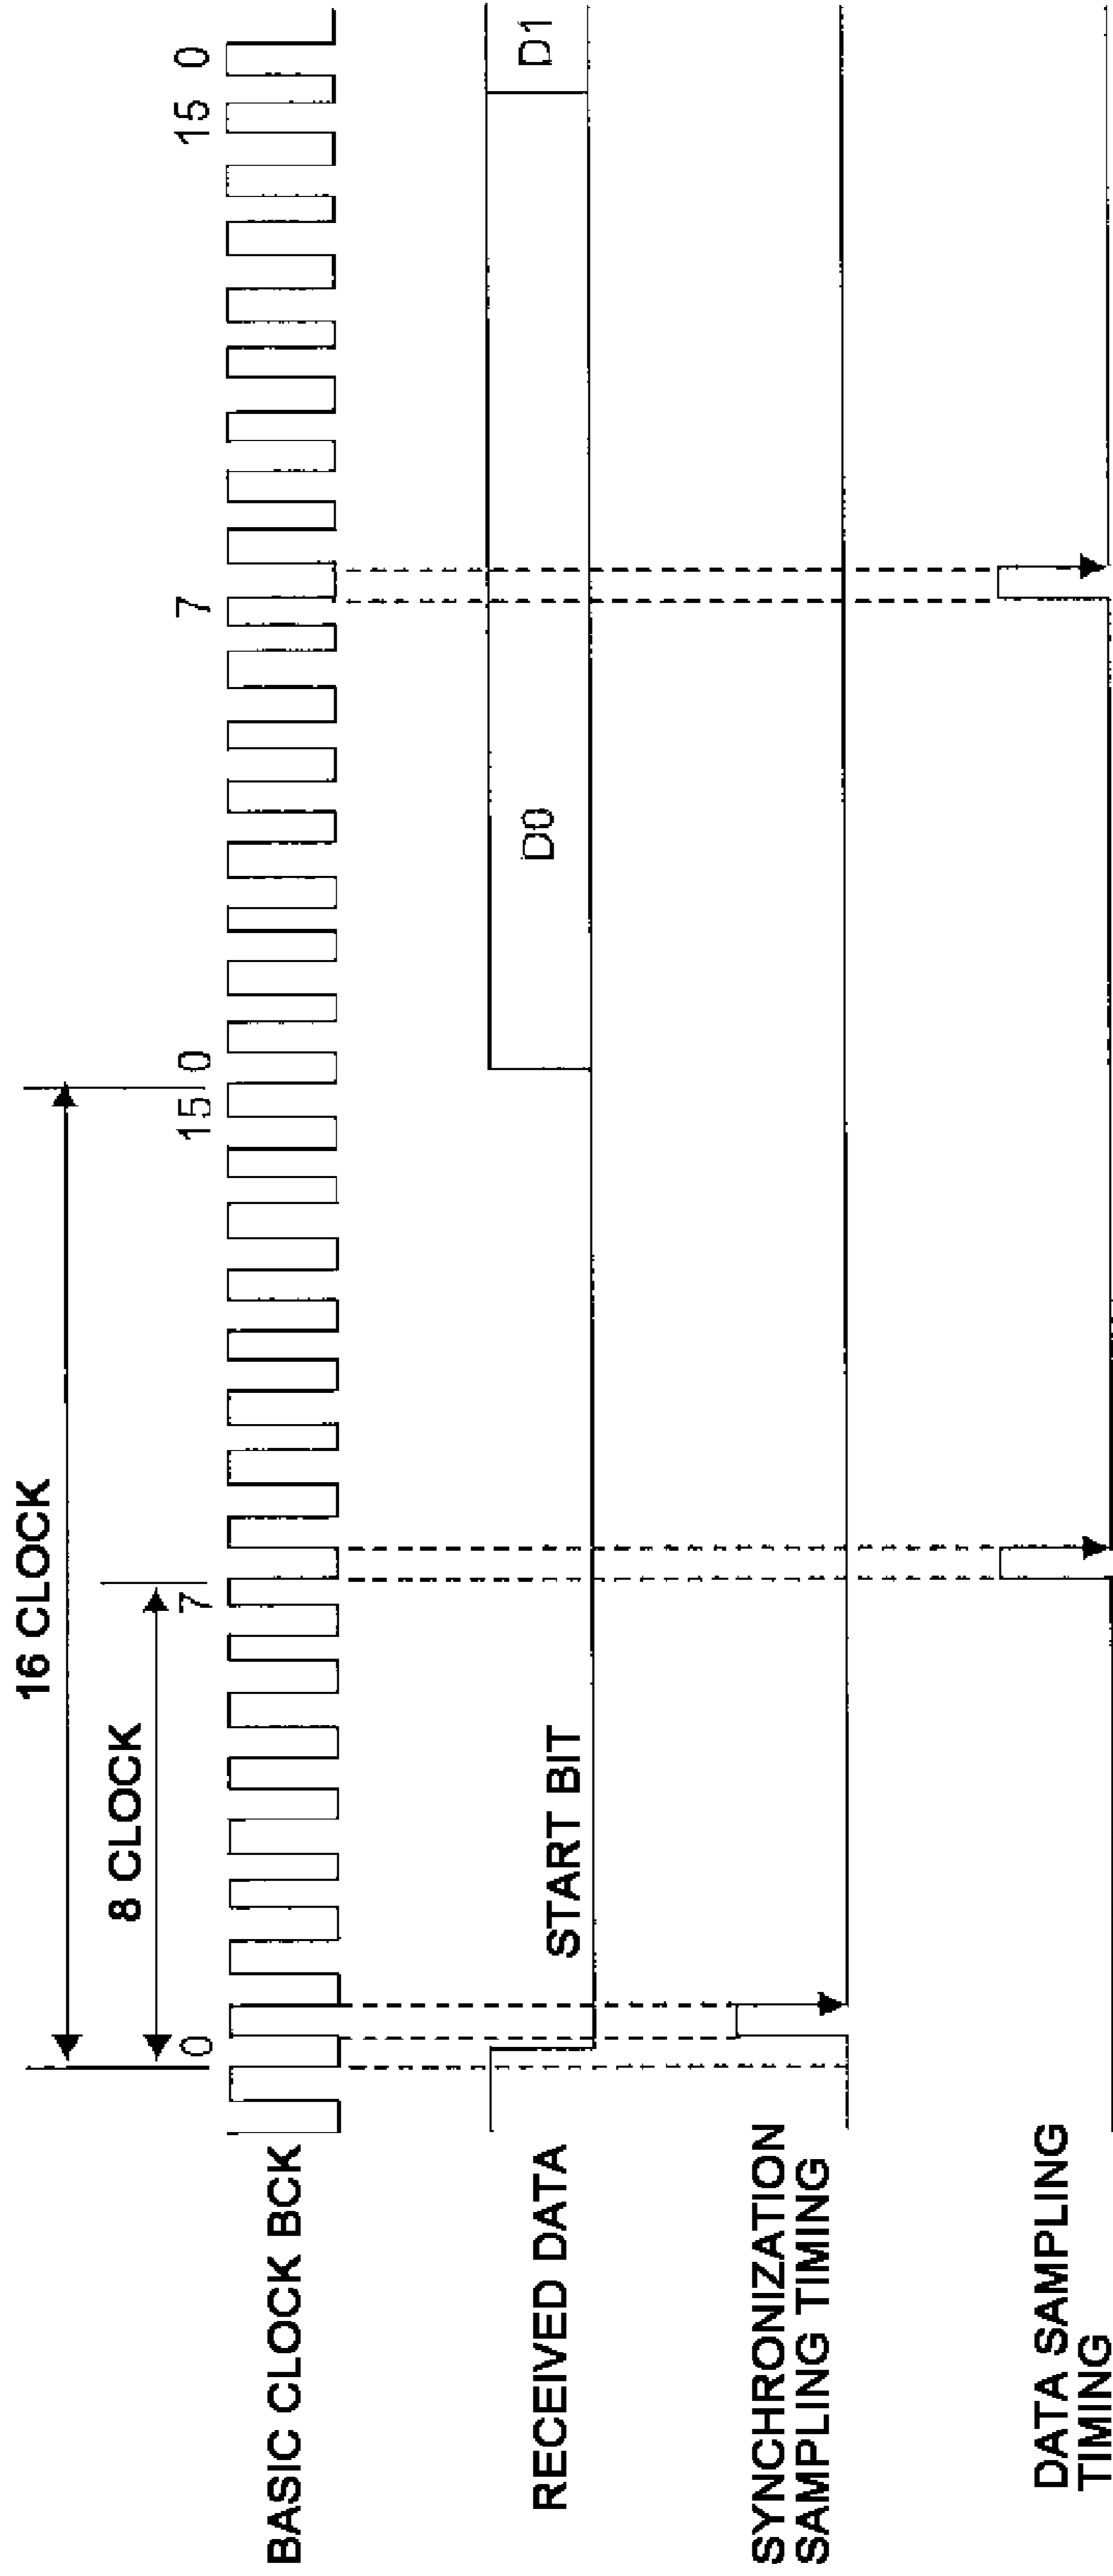 16 CLOCK
8 CLOCK
0 7 15 0 7 15 0
BASIC CLOCK BCK
RECEIVED DATA
START BIT
D0
D1
SYNCHRONIZATION
SAMPLING TIMING
DATA SAMPLING
TIMING